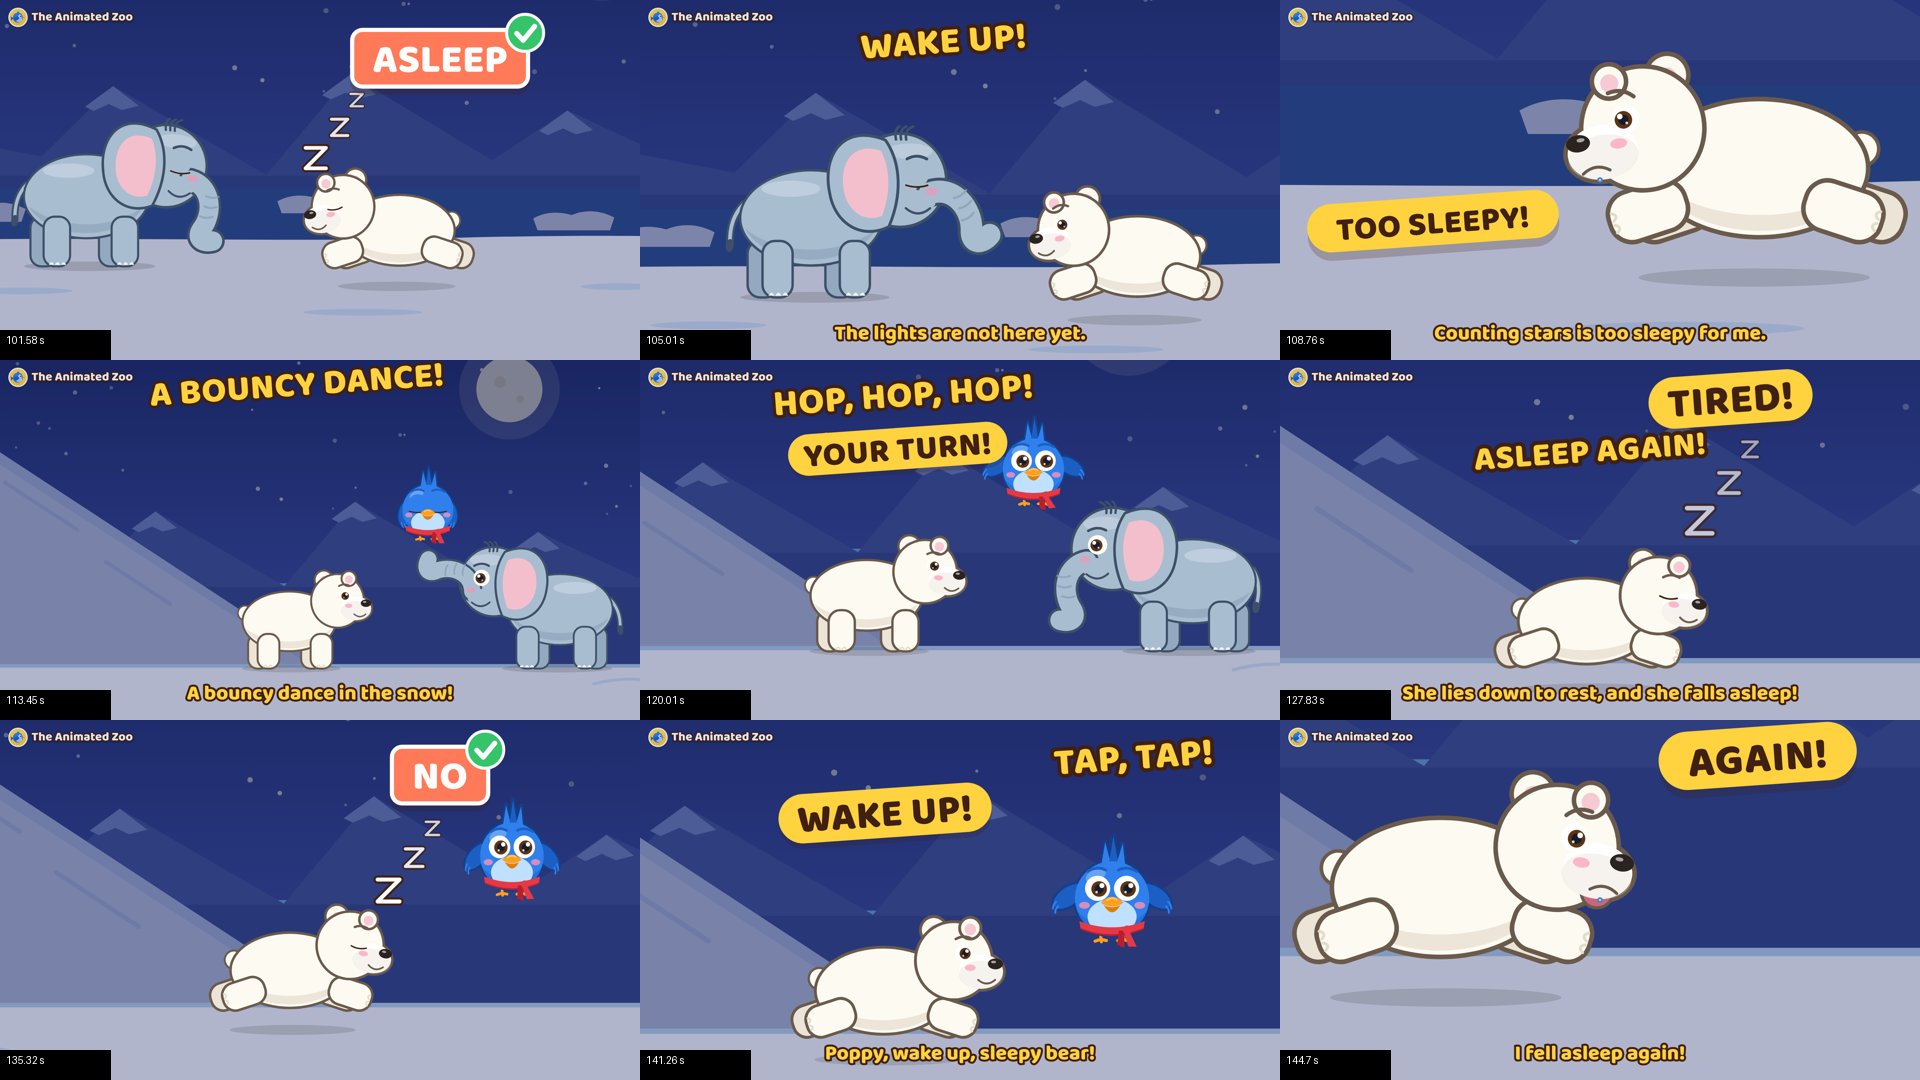 The Animated Zoo
ASLEEP
Z
Z
Z
101.58 s
The Animated Zoo
WAKE UP!
The lights are not here yet.
105.01 s
The Animated Zoo
TOO SLEEPY!
Counting stars is too sleepy for me.
108.76 s
The Animated Zoo
A BOUNCY DANCE!
A bouncy dance in the snow!
113.45 s
The Animated Zoo
HOP, HOP, HOP!
YOUR TURN!
120.01 s
The Animated Zoo
TIRED!
ASLEEP AGAIN!
Z
Z
Z
She lies down to rest, and she falls asleep!
127.83 s
The Animated Zoo
NO
Z
Z
Z
135.32 s
The Animated Zoo
TAP, TAP!
WAKE UP!
Poppy, wake up, sleepy bear!
141.26 s
The Animated Zoo
AGAIN!
I fell asleep again!
144.7 s